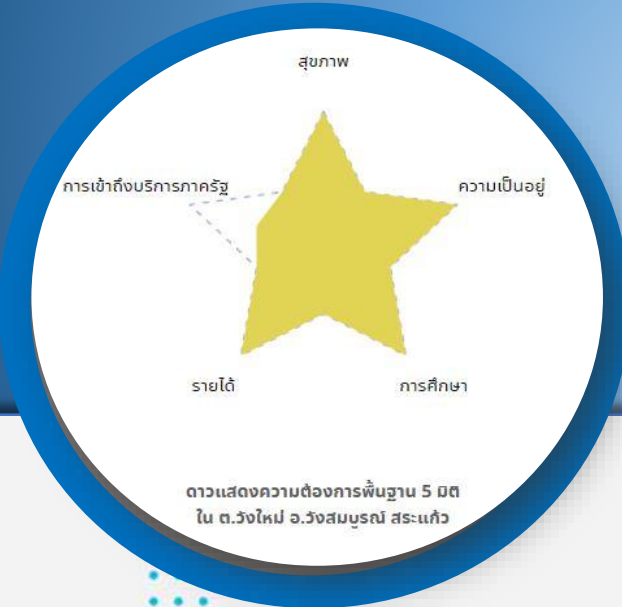 สุขภาพ
การเข้าถึงบริการภาครัฐ
ความเป็นอยู่
รายได้
การศึกษา
ดาวแสดงความต้องการพื้นฐาน 5 มิติ
ใน ต.วังใหม่ อ.วังสมบูรณ์ สระแก้ว